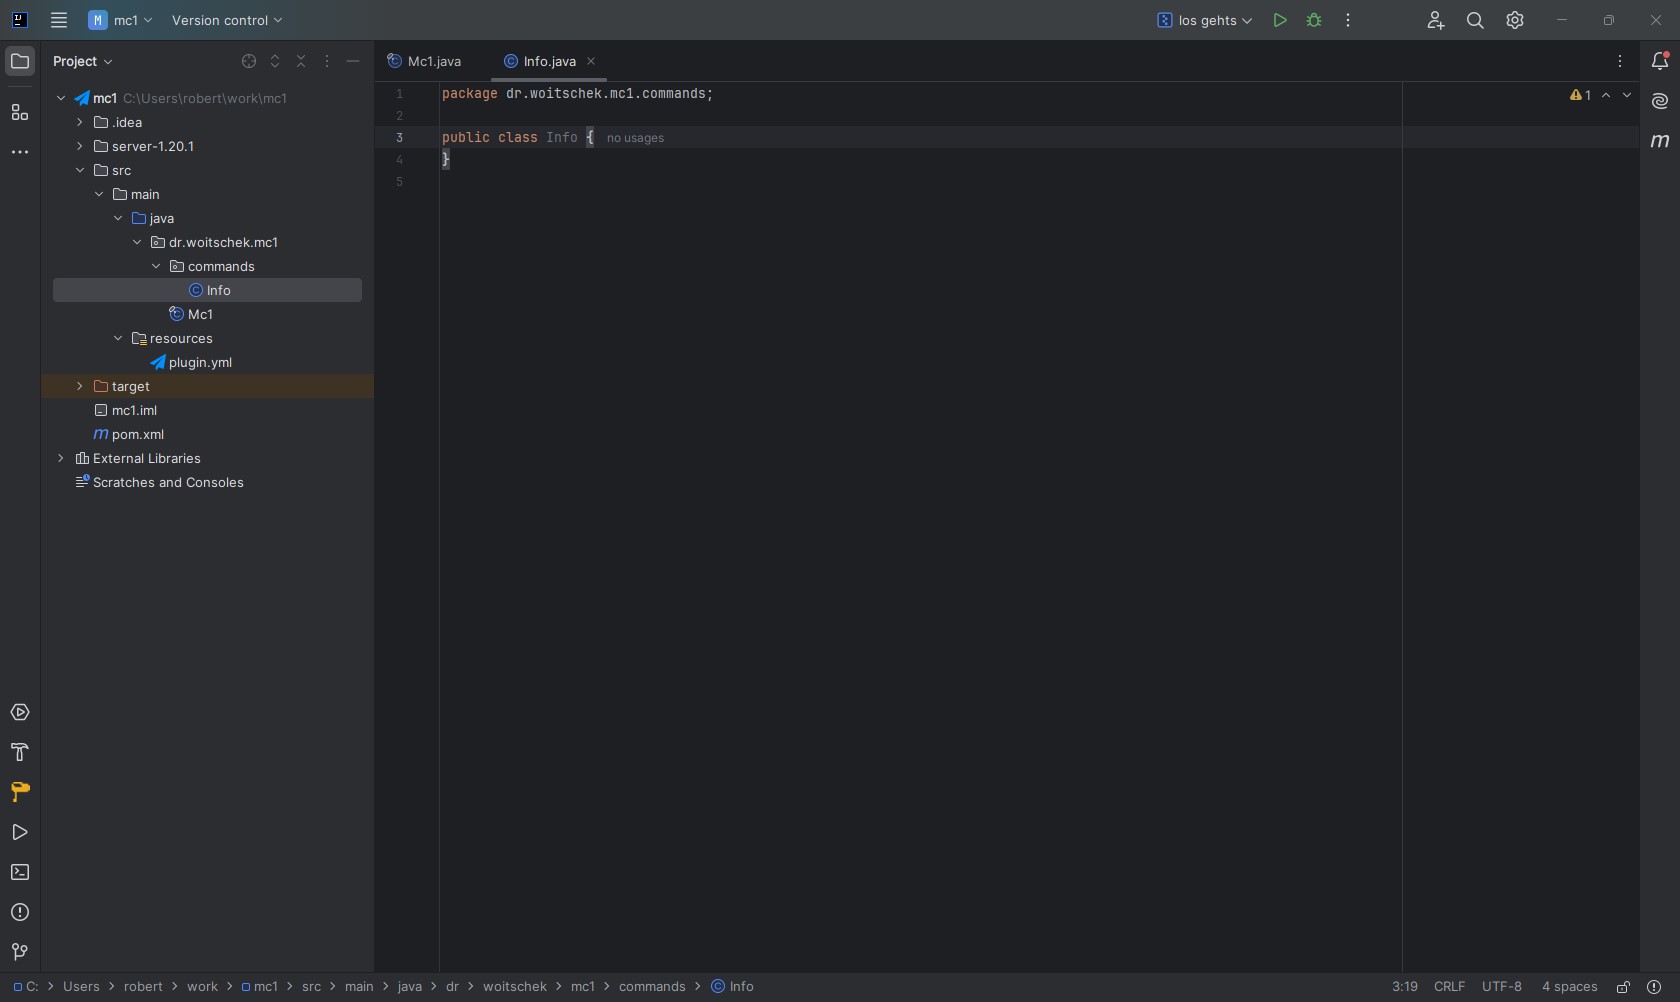 mc1
Version control
los gehts
Project
Mc1.java
Info.java
mc1 C:\Users\robert\work\mc1
.idea
server-1.20.1
src
main
java
dr.woitschek.mc1
commands
Info
Mc1
resources
plugin.yml
target
mc1.iml
pom.xml
External Libraries
Scratches and Consoles
1 package dr.woitschek.mc1.commands;
2
3 public class Info { no usages
4 }
5
1
C: > Users > robert > work > mc1 > src > main > java > dr > woitschek > mc1 > commands > Info
3:19 CRLF UTF-8 4 spaces